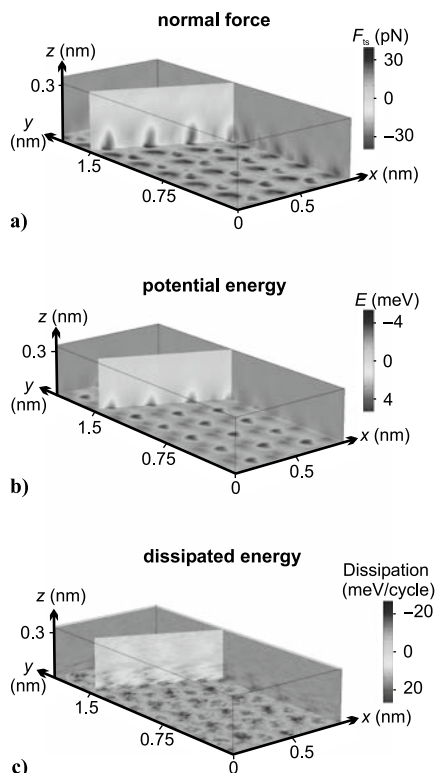 normal force
z (nm)
0.3
y
(nm)
1.5
0.75
0
0.5
x (nm)
Fts (pN)
30
0
–30
a)
potential energy
z (nm)
0.3
y
(nm)
1.5
0.75
0
0.5
x (nm)
E (meV)
–4
0
4
b)
dissipated energy
z (nm)
0.3
y
(nm)
1.5
0.75
0
0.5
x (nm)
Dissipation
(meV/cycle)
–20
0
20
c)